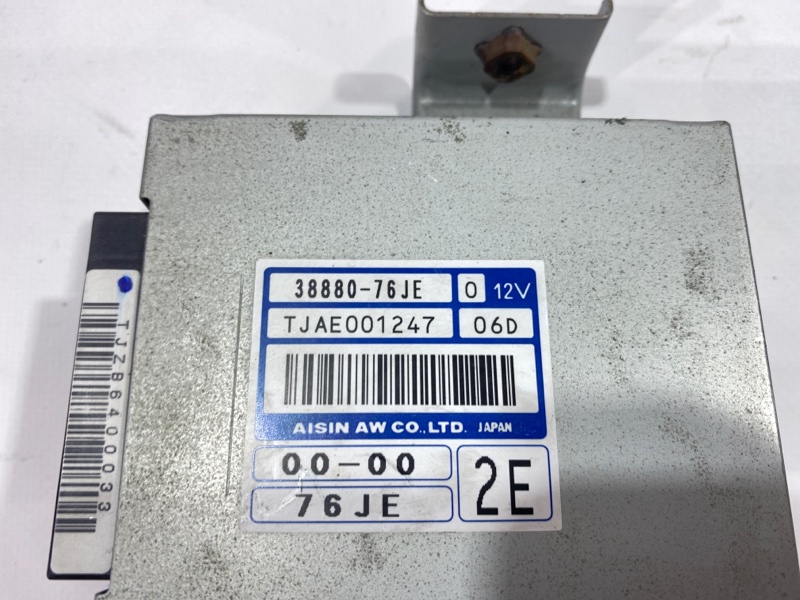 38880-76JE 0 12V
TJAE001247 06D
AISIN AW CO.,LTD. JAPAN
00-00
76JE
2E
TJZB6400033